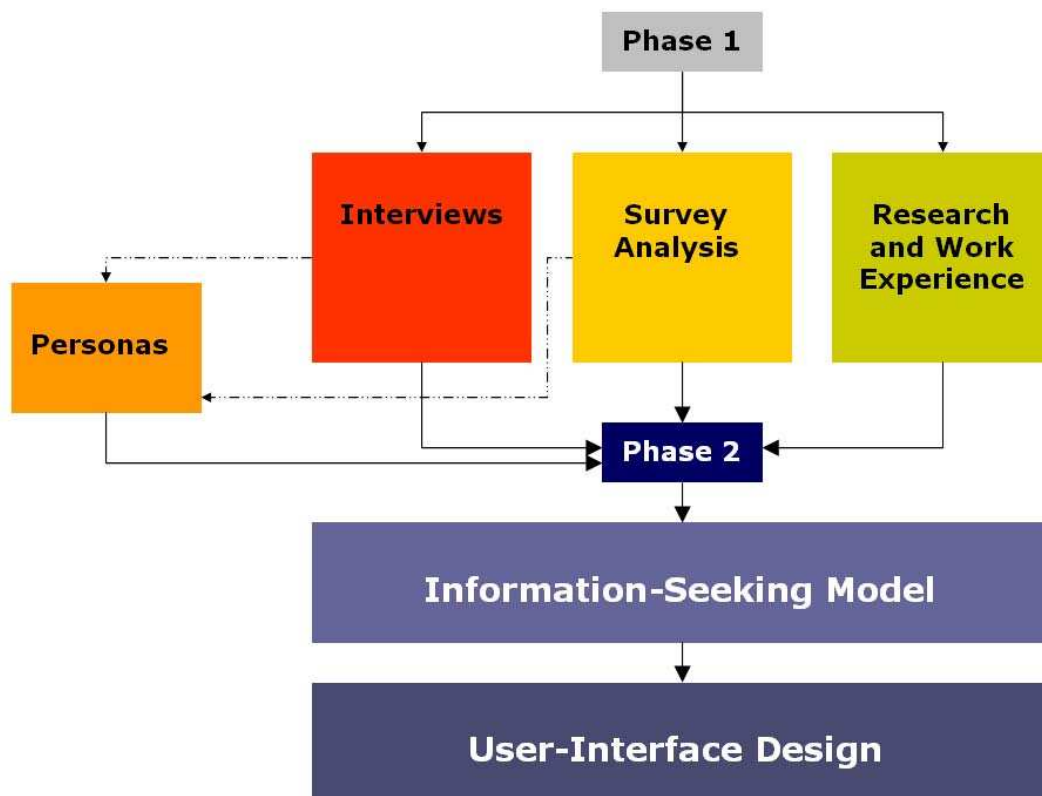 Phase 1
Interviews
Survey
Analysis
Research
and Work
Experience
Personas
Phase 2
Information-Seeking Model
User-Interface Design